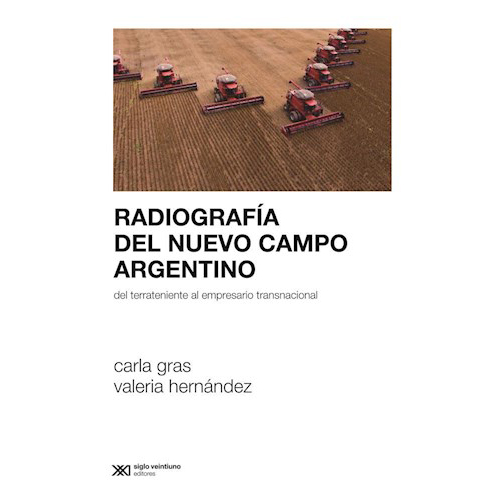 RADIOGRAFÍA
DEL NUEVO CAMPO
ARGENTINO
del terrateniente al empresario transnacional
carla gras
valeria hernández
siglo veintiuno
editores